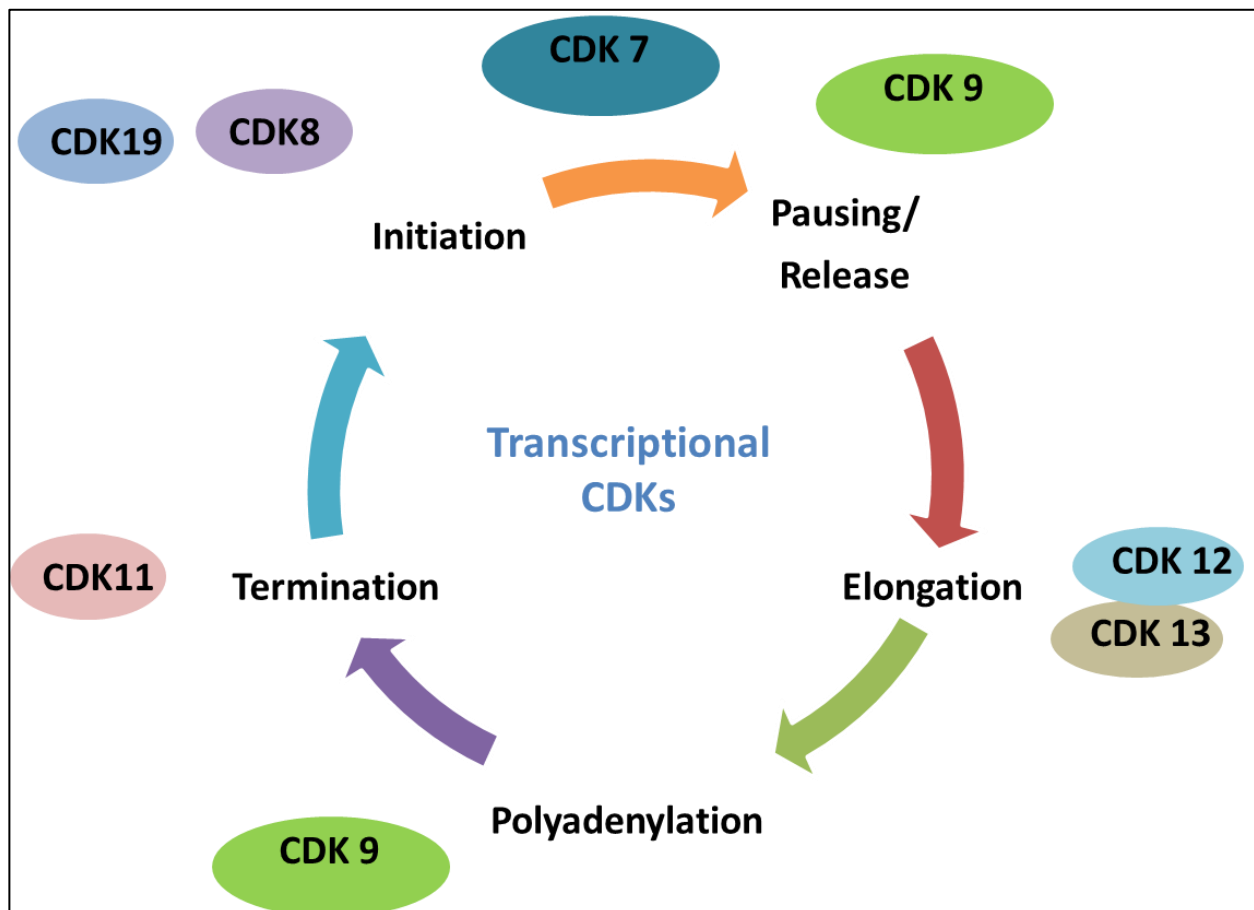 CDK 7
CDK 9
CDK19
CDK8
Initiation
Pausing/
Release
Transcriptional
CDKs
CDK11
Termination
Elongation
CDK 12
CDK 13
Polyadenylation
CDK 9